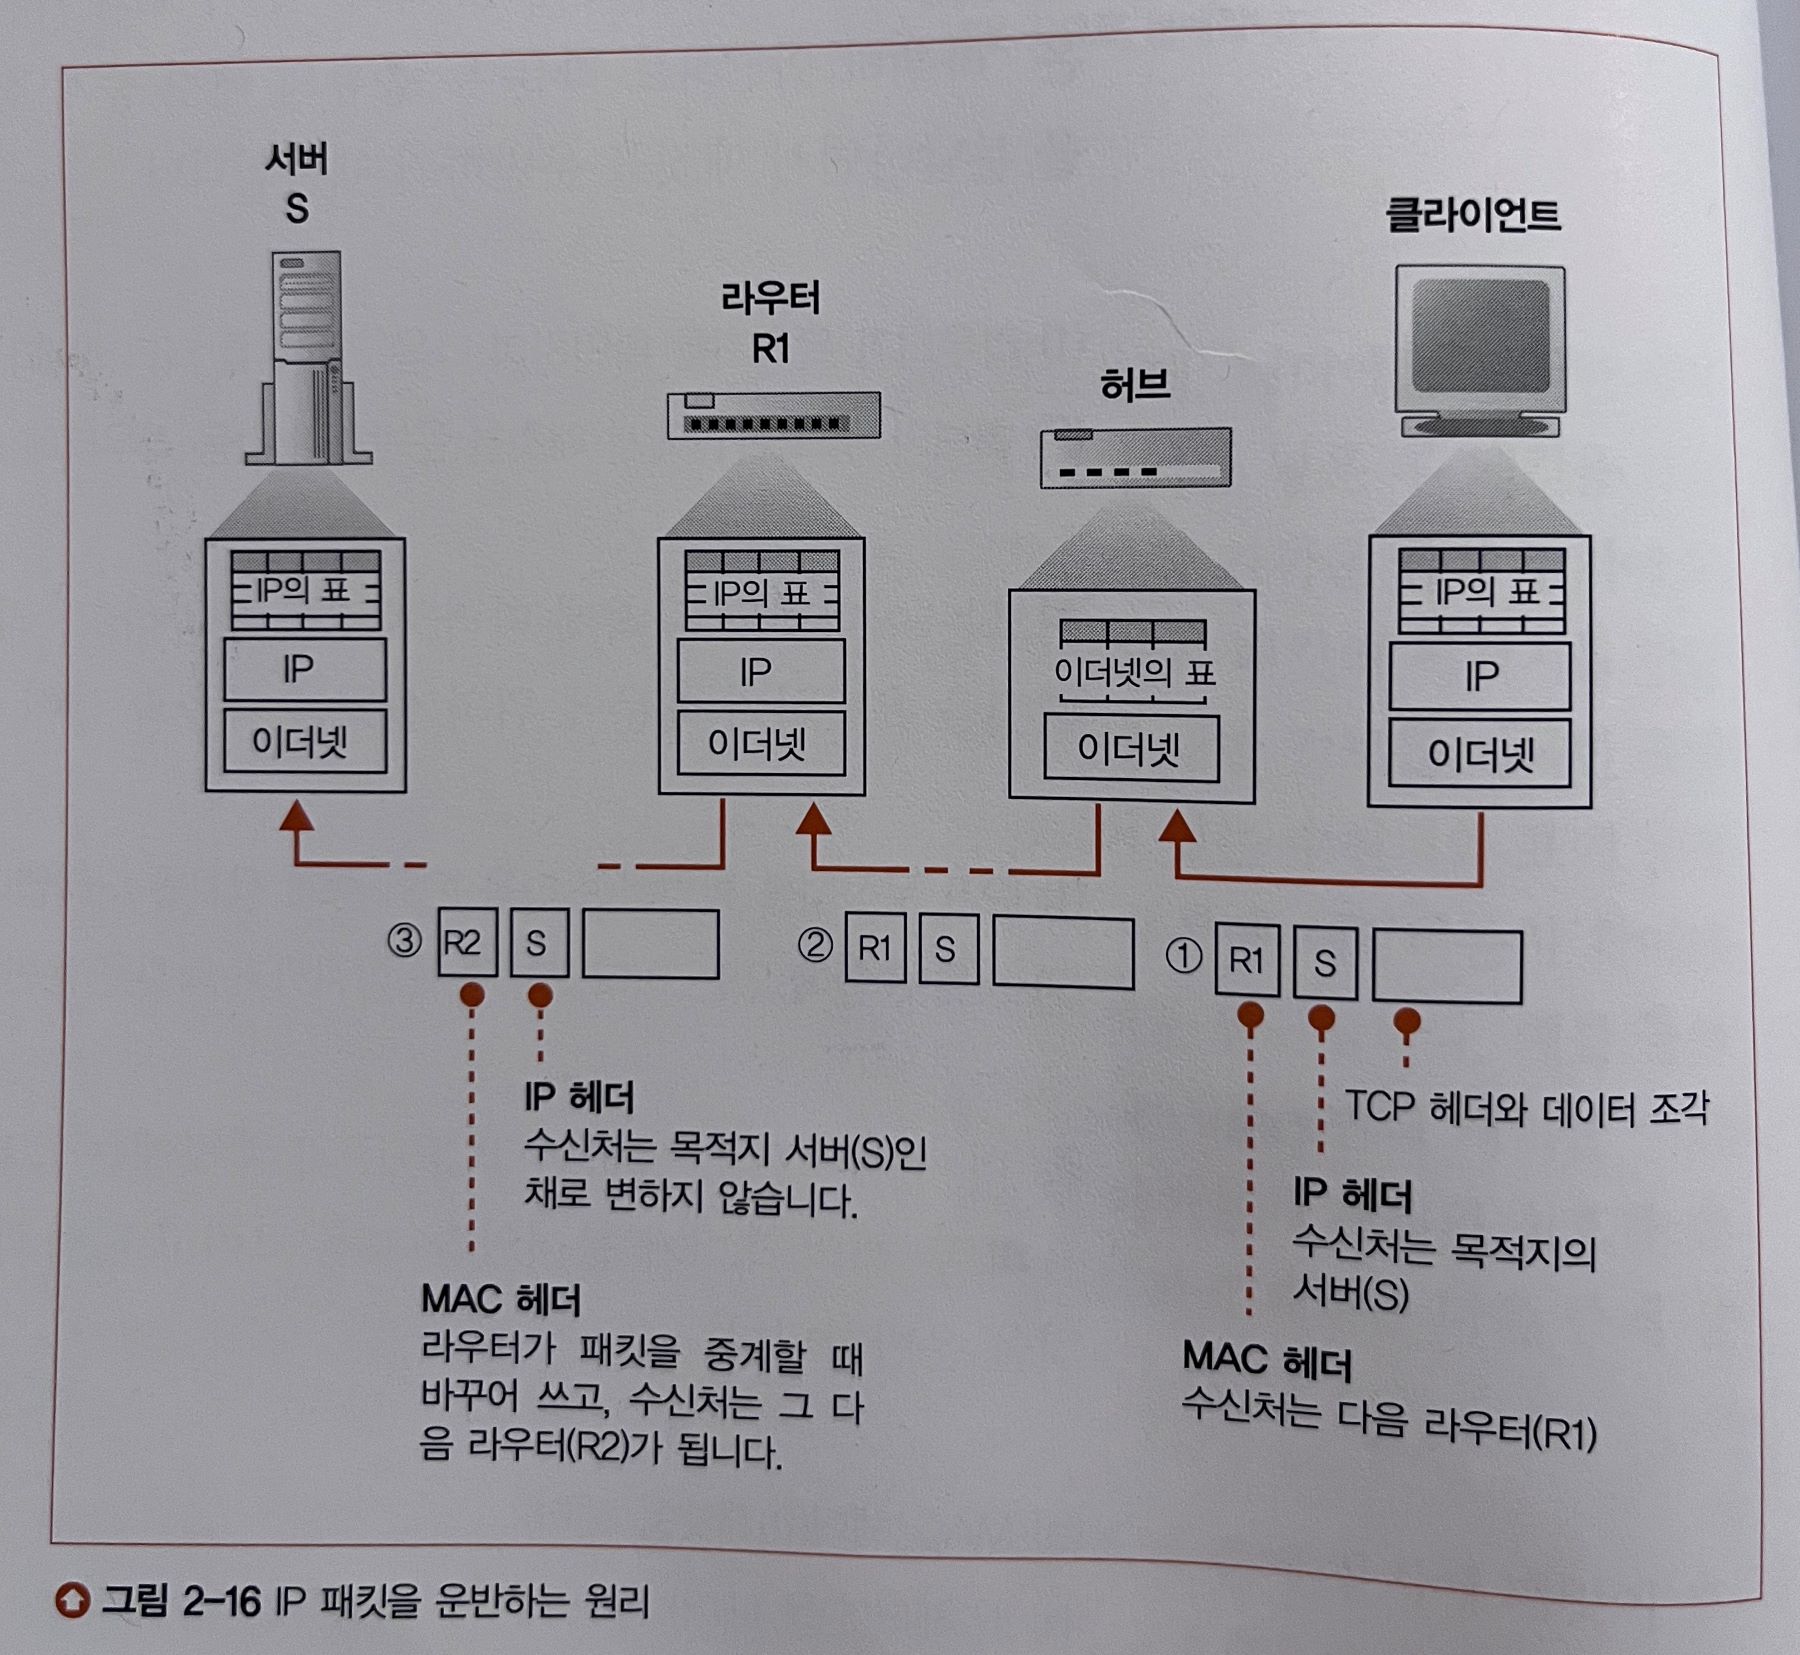 서버
S
클라이언트
라우터
R1
허브
IP의 표
IP
이더넷
IP의 표
IP
이더넷
이더넷의 표
이더넷
IP의 표
IP
이더넷
③ R2 S
② R1 S
① R1 S
IP 헤더
수신처는 목적지 서버(S)인
채로 변하지 않습니다.
MAC 헤더
라우터가 패킷을 중계할 때
바꾸어 쓰고, 수신처는 그 다
음 라우터(R2)가 됩니다.
TCP 헤더와 데이터 조각
IP 헤더
수신처는 목적지의
서버(S)
MAC 헤더
수신처는 다음 라우터(R1)
그림 2-16 IP 패킷을 운반하는 원리